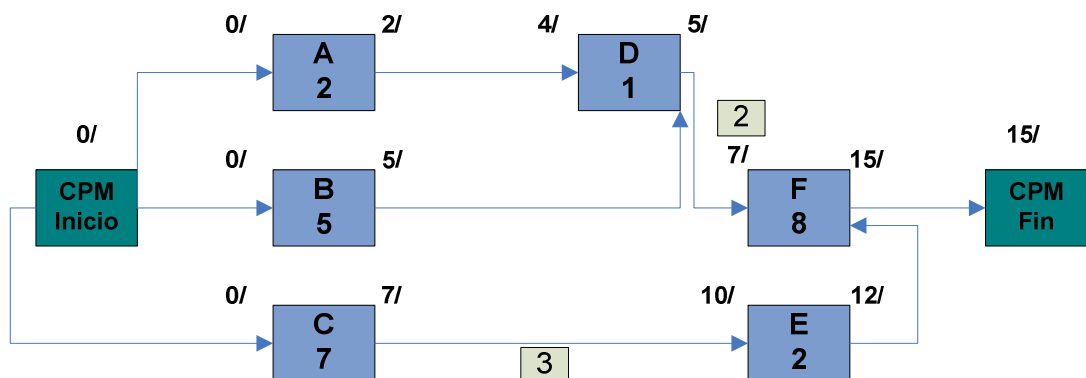 0/ 2/ 4/ 5/
A
2
D
1
2
0/ 0/ 5/ 7/ 15/ 15/
CPM
Inicio
B
5
F
8
CPM
Fin
0/ 7/ 10/ 12/
C
7
E
2
3